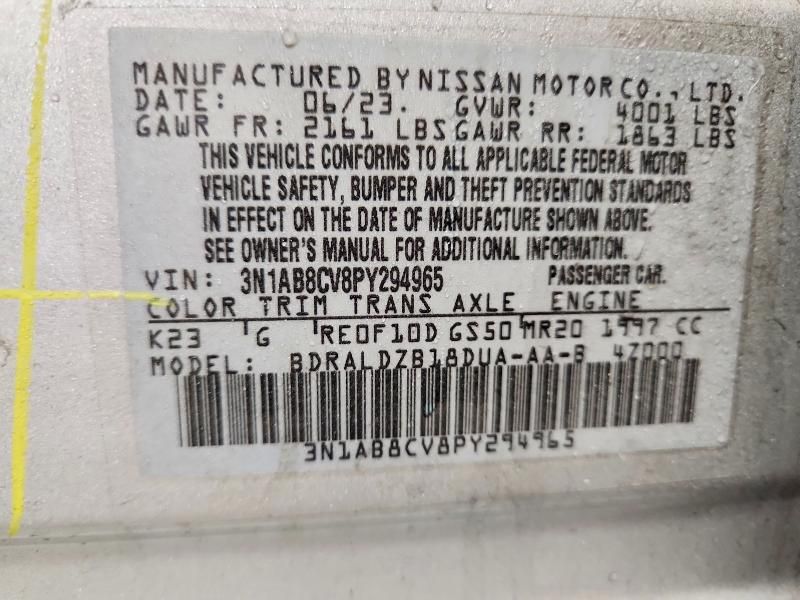 MANUFACTURED BY NISSAN MOTOR CO., LTD.
DATE: 06/23. GVWR: 4001 LBS
GAWR FR: 2161 LBS GAWR RR: 1863 LBS
THIS VEHICLE CONFORMS TO ALL APPLICABLE FEDERAL MOTOR
VEHICLE SAFETY, BUMPER AND THEFT PREVENTION STANDARDS
IN EFFECT ON THE DATE OF MANUFACTURE SHOWN ABOVE.
SEE OWNER'S MANUAL FOR ADDITIONAL INFORMATION.
VIN: 3N1AB8CV8PY294965 PASSENGER CAR.
COLOR TRIM TRANS AXLE ENGINE
K23 G RE0F10D GS50 MR20 1997 CC
MODEL: BDRALDZB18DUA-AA-B 4Z000
3N1AB8CV8PY294965